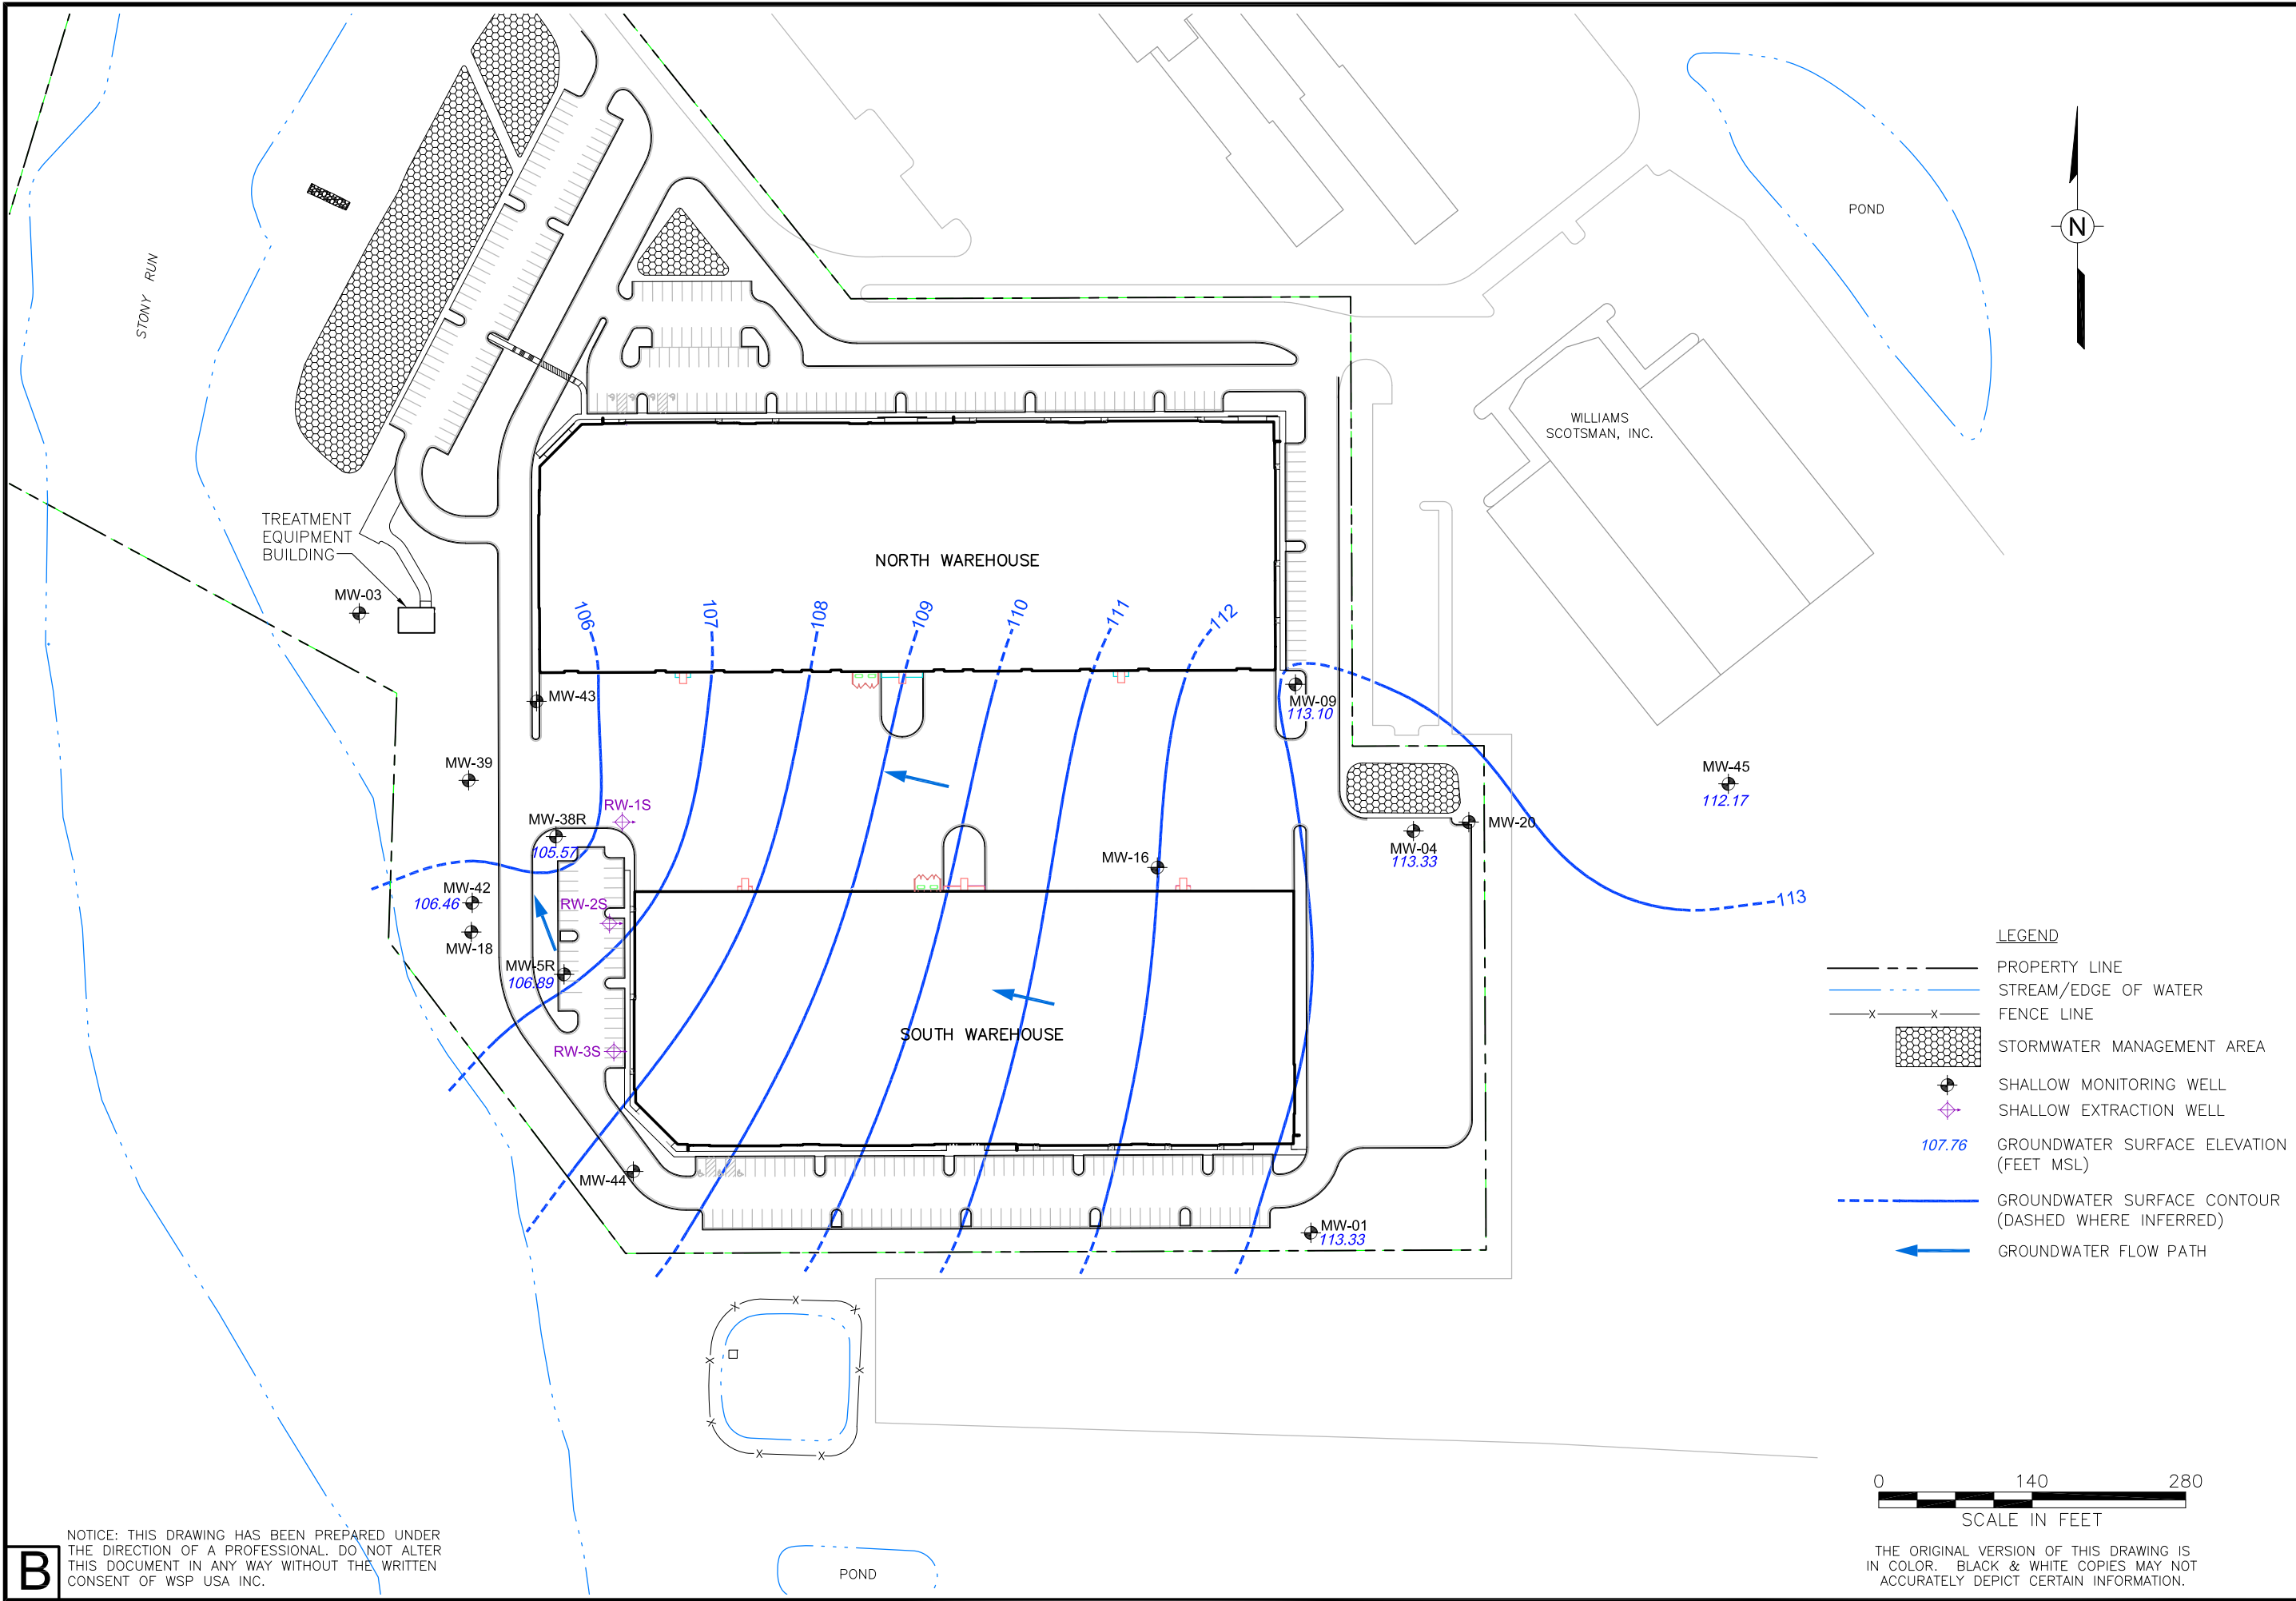 POND
N
STONY RUN
WILLIAMS
SCOTSMAN, INC.
TREATMENT
EQUIPMENT
BUILDING
NORTH WAREHOUSE
MW-03
106
107
108
109
110
111
112
MW-43
MW-09
113.10
MW-39
MW-45
112.17
RW-1S
MW-38R
105.57
MW-20
MW-04
113.33
MW-16
MW-42
106.46
113
RW-2S
MW-18
MW-5R
106.89
SOUTH WAREHOUSE
RW-3S
MW-44
MW-01
113.33
LEGEND
PROPERTY LINE
STREAM/EDGE OF WATER
X X
FENCE LINE
STORMWATER MANAGEMENT AREA
SHALLOW MONITORING WELL
SHALLOW EXTRACTION WELL
107.76
GROUNDWATER SURFACE ELEVATION
(FEET MSL)
GROUNDWATER SURFACE CONTOUR
(DASHED WHERE INFERRED)
GROUNDWATER FLOW PATH
X X X
X X
X X X
POND
0 140 280
SCALE IN FEET
THE ORIGINAL VERSION OF THIS DRAWING IS
IN COLOR. BLACK & WHITE COPIES MAY NOT
ACCURATELY DEPICT CERTAIN INFORMATION.
B
NOTICE: THIS DRAWING HAS BEEN PREPARED UNDER
THE DIRECTION OF A PROFESSIONAL. DO NOT ALTER
THIS DOCUMENT IN ANY WAY WITHOUT THE WRITTEN
CONSENT OF WSP USA INC.